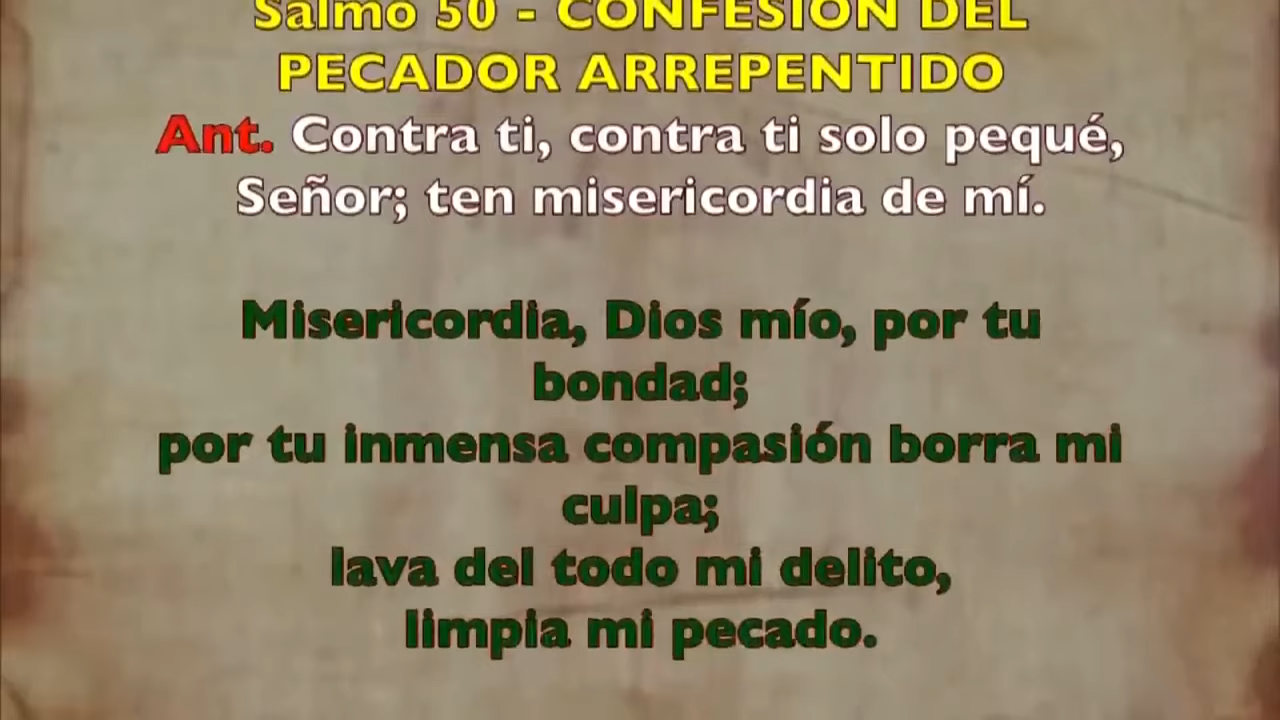 Salmo 50 - CONFESIÓN DEL
PECADOR ARREPENTIDO
Ant. Contra ti, contra ti solo pequé,
Señor; ten misericordia de mí.
Misericordia, Dios mío, por tu
bondad;
por tu inmensa compasión borra mi
culpa;
lava del todo mi delito,
limpia mi pecado.